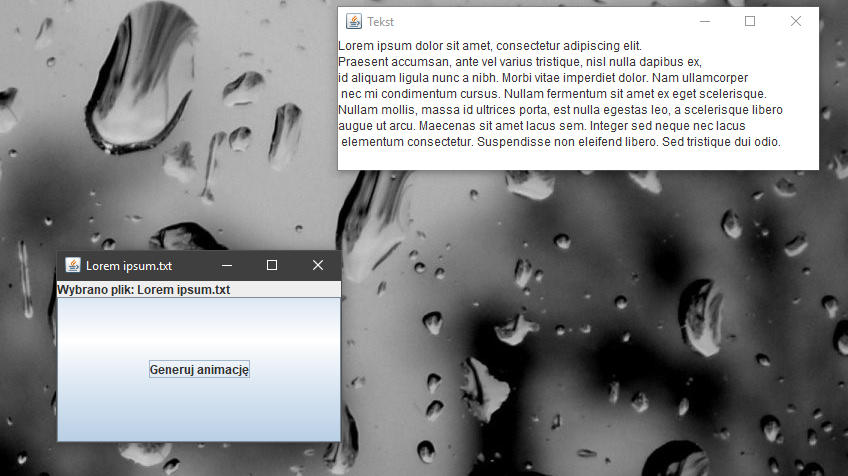 Tekst
Lorem ipsum dolor sit amet, consectetur adipiscing elit.
Praesent accumsan, ante vel varius tristique, nisl nulla dapibus ex,
id aliquam ligula nunc a nibh. Morbi vitae imperdiet dolor. Nam ullamcorper
nec mi condimentum cursus. Nullam fermentum sit amet ex eget scelerisque.
Nullam mollis, massa id ultrices porta, est nulla egestas leo, a scelerisque libero
augue ut arcu. Maecenas sit amet lacus sem. Integer sed neque nec lacus
elementum consectetur. Suspendisse non eleifend libero. Sed tristique dui odio.
Lorem ipsum.txt
Wybrano plik: Lorem ipsum.txt
Generuj animację